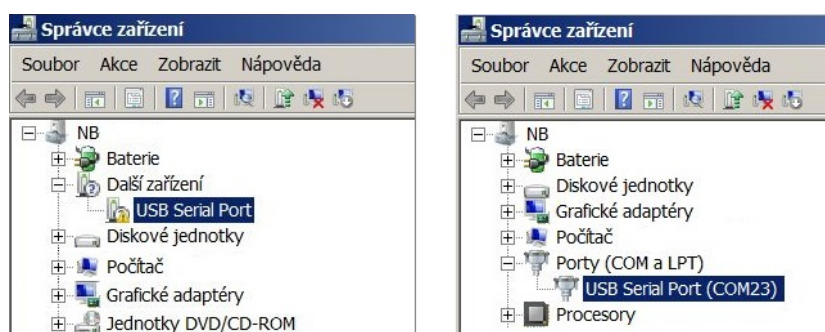 Správce zařízení
Soubor Akce Zobrazit Nápověda
NB
Baterie
Další zařízení
USB Serial Port
Diskové jednotky
Počítač
Grafické adaptéry
Jednotky DVD/CD-ROM
Správce zařízení
Soubor Akce Zobrazit Nápověda
NB
Baterie
Diskové jednotky
Grafické adaptéry
Počítač
Porty (COM a LPT)
USB Serial Port (COM23)
Procesory